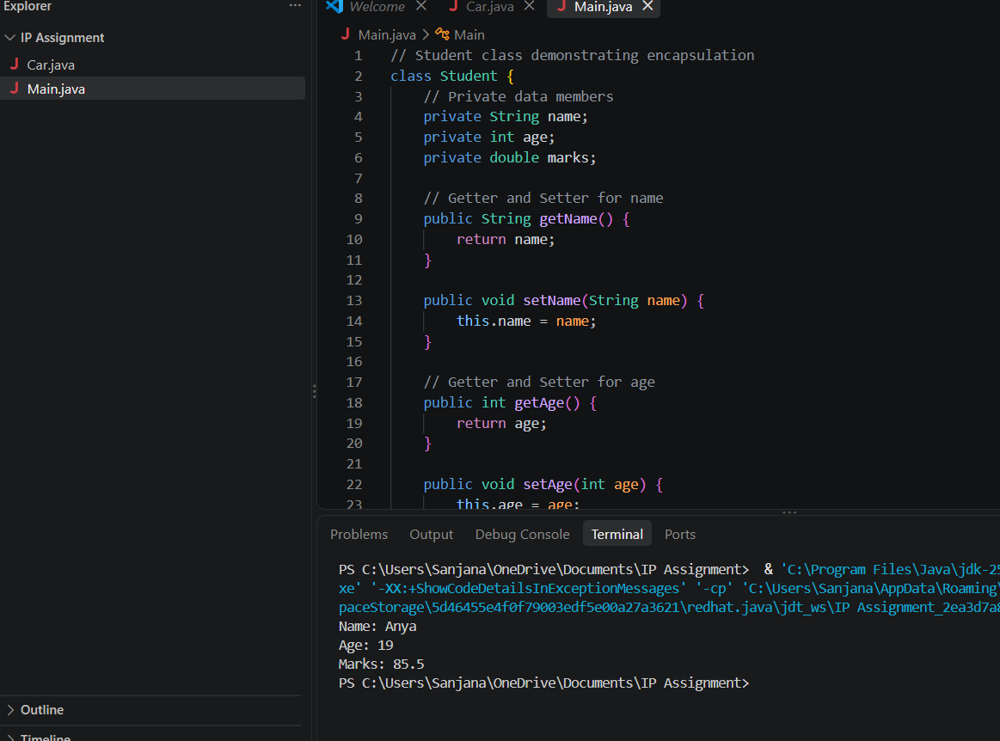 Explorer
···
IP Assignment
Car.java
Main.java
Outline
Timeline
Welcome
Car.java
Main.java
Main.java > Main
1 // Student class demonstrating encapsulation
2 class Student {
3 // Private data members
4 private String name;
5 private int age;
6 private double marks;
7
8 // Getter and Setter for name
9 public String getName() {
10 return name;
11 }
12
13 public void setName(String name) {
14 this.name = name;
15 }
16
17 // Getter and Setter for age
18 public int getAge() {
19 return age;
20 }
21
22 public void setAge(int age) {
23 this.age = age;
Problems Output Debug Console Terminal Ports
PS C:\Users\Sanjana\OneDrive\Documents\IP Assignment> & 'C:\Program Files\Java\jdk-25
xe' '-XX:+ShowCodeDetailsInExceptionMessages' '-cp' 'C:\Users\Sanjana\AppData\Roaming\
paceStorage\5d46455e4f0f79003edf5e00a27a3621\redhat.java\jdt_ws\IP Assignment_2ea3d7a8
Name: Anya
Age: 19
Marks: 85.5
PS C:\Users\Sanjana\OneDrive\Documents\IP Assignment>